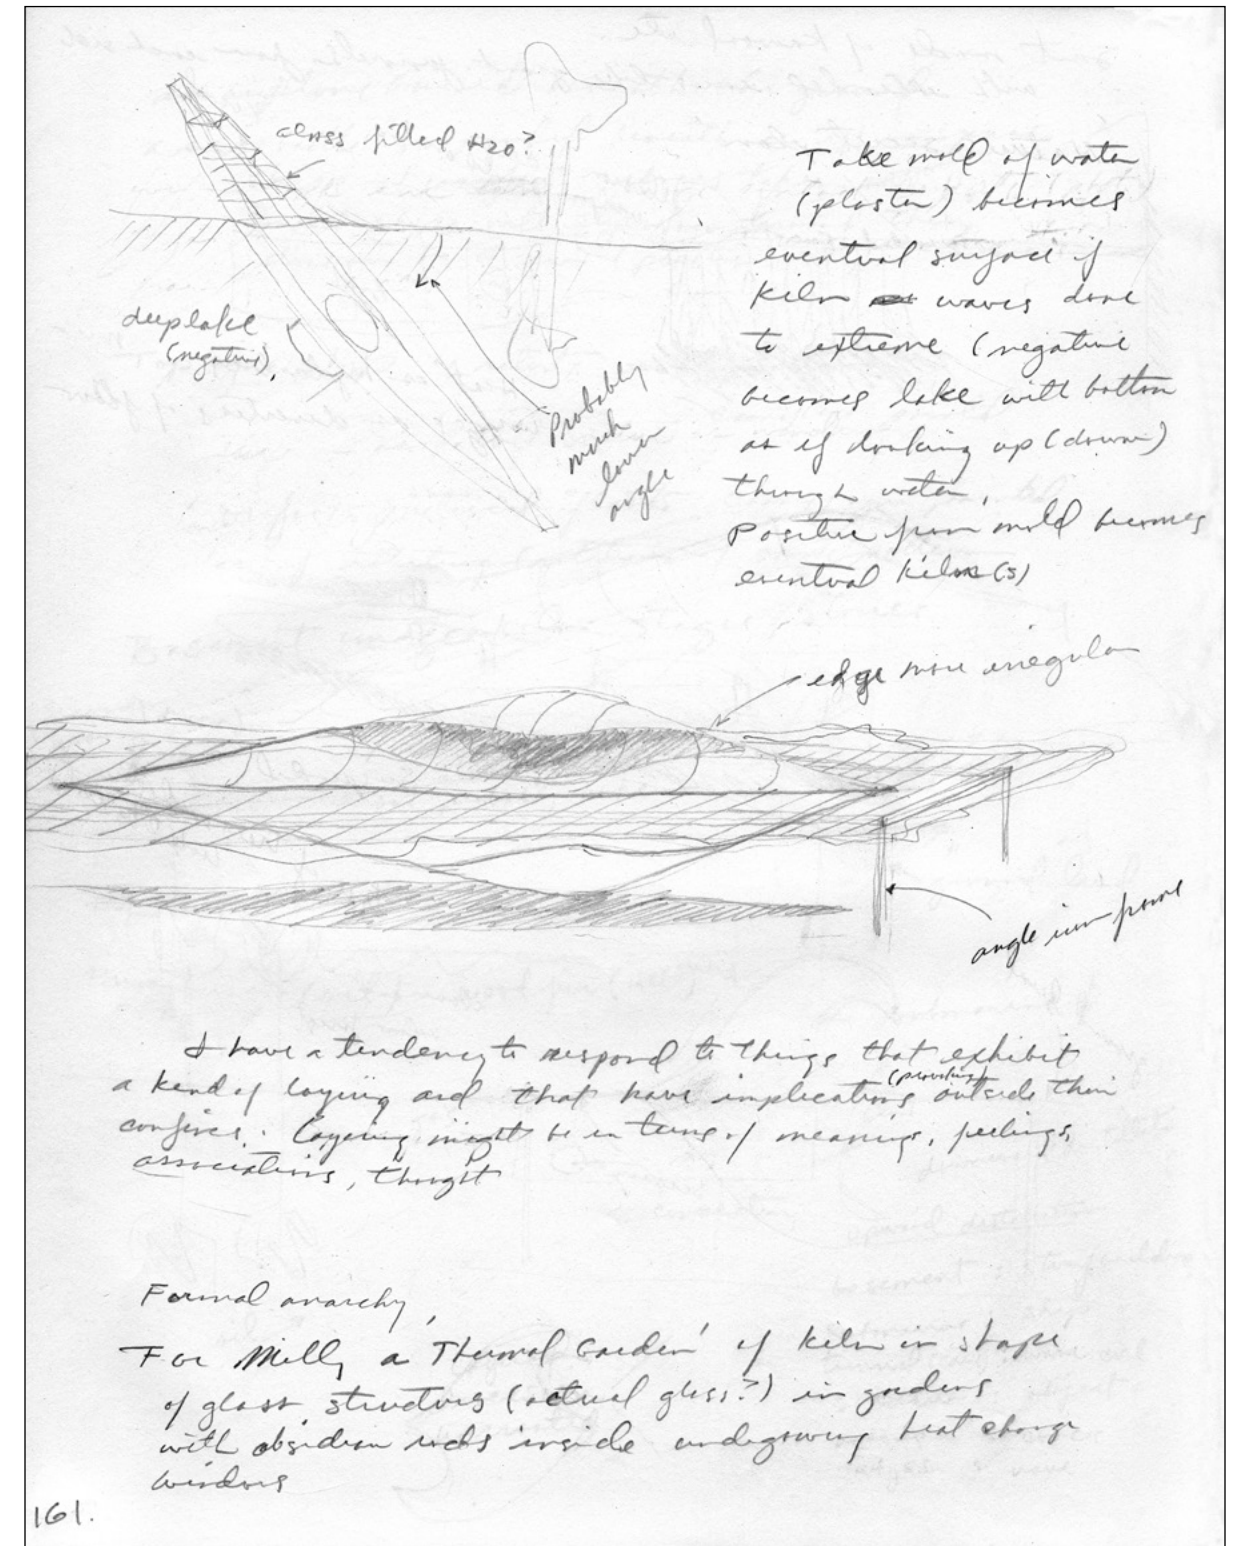 glass filled H2O?
Take mold of water
(plaster) becomes
eventual surface if
kiln waves done
to extreme (negative
becomes lake with bottom
as if looking up (down)
through water.
Positive from mold becomes
eventual kiln(s)
deep lake
(negative).
Probably
much
lower
angle
edge more irregular
angle iron frame
I have a tendency to respond to things that exhibit
a kind of layering and that have implications outside their
confines. Layering might be in terms of meanings, feelings,
associations, thought
Formal anarchy,
For Milly a Thermal Garden of kiln in shape
of glass structures (actual glass?) in gardens
with obsidian rocks inside undergoing heat change
windows
161.